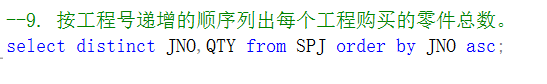 --9. 按工程号递增的顺序列出每个工程购买的零件总数。
select distinct JNO,QTY from SPJ order by JNO asc;